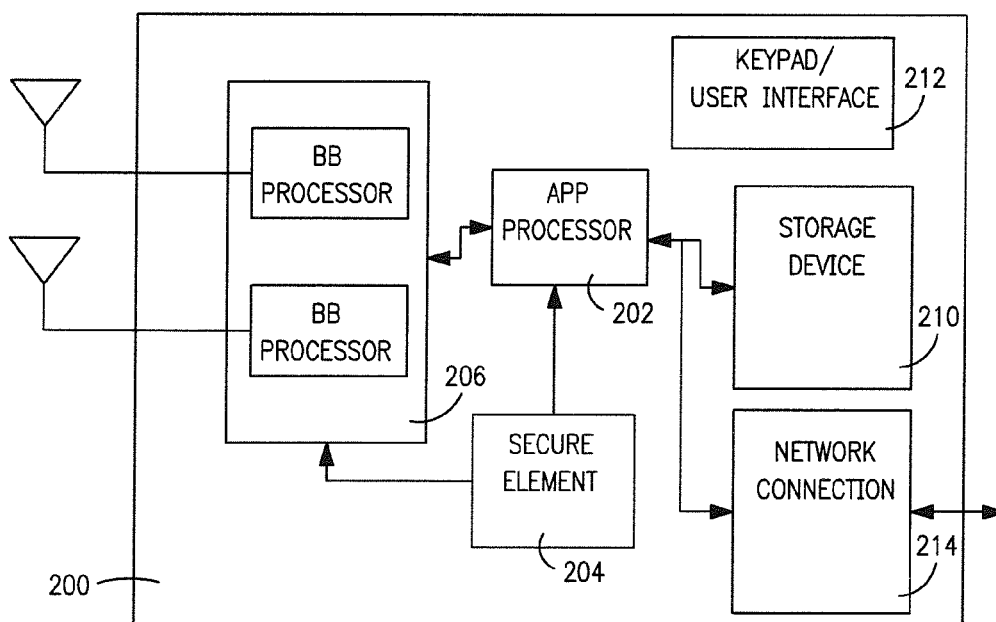 KEYPAD/
USER INTERFACE
212
BB
PROCESSOR
APP
PROCESSOR
202
STORAGE
DEVICE
210
BB
PROCESSOR
206
SECURE
ELEMENT
204
NETWORK
CONNECTION
214
200